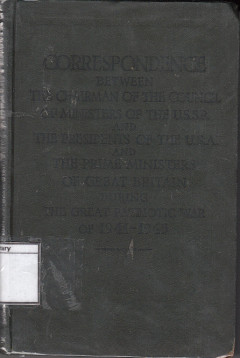 CORRESPONDENCE
BETWEEN
THE CHAIRMAN OF THE COUNCIL
OF MINISTERS OF THE U.S.S.R.
AND
THE PRESIDENTS OF THE U.S.A.
AND
THE PRIME MINISTERS
OF GREAT BRITAIN
DURING
THE GREAT PATRIOTIC WAR
OF 1941-1945